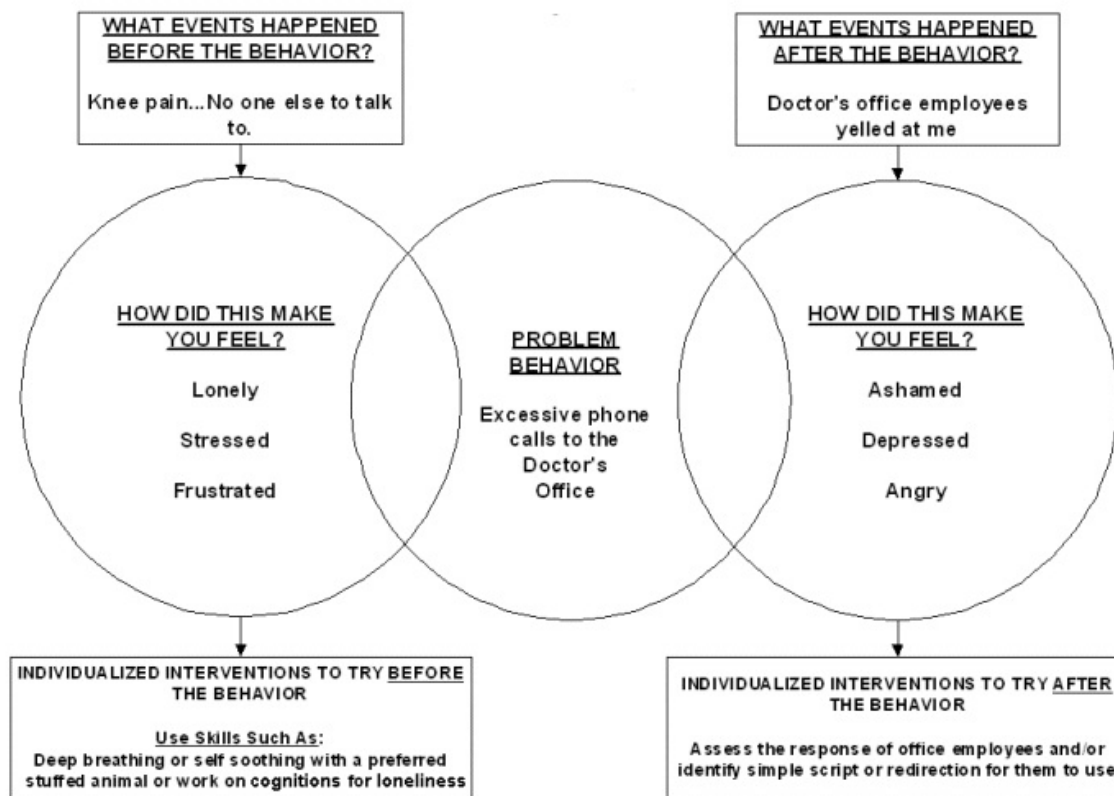 WHAT EVENTS HAPPENED
BEFORE THE BEHAVIOR?
Knee pain...No one else to talk
to.
WHAT EVENTS HAPPENED
AFTER THE BEHAVIOR?
Doctor's office employees
yelled at me
HOW DID THIS MAKE
YOU FEEL?
Lonely
Stressed
Frustrated
PROBLEM
BEHAVIOR
Excessive phone
calls to the
Doctor's
Office
HOW DID THIS MAKE
YOU FEEL?
Ashamed
Depressed
Angry
INDIVIDUALIZED INTERVENTIONS TO TRY BEFORE
THE BEHAVIOR
Use Skills Such As:
Deep breathing or self soothing with a preferred
stuffed animal or work on cognitions for loneliness
INDIVIDUALIZED INTERVENTIONS TO TRY AFTER
THE BEHAVIOR
Assess the response of office employees and/or
identify simple script or redirection for them to use